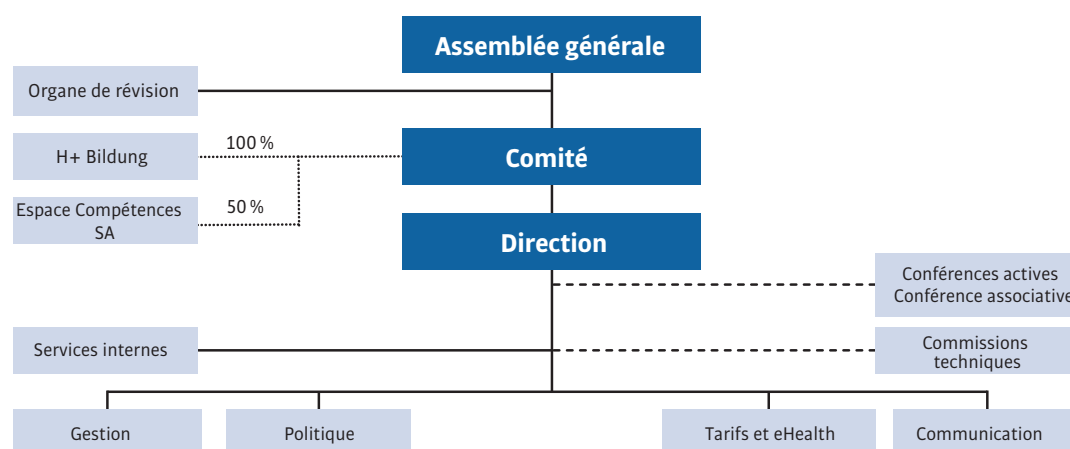 Assemblée générale
Organe de révision
H+ Bildung
100 %
Comité
Espace Compétences
SA
50 %
Direction
Conférences actives
Conférence associative
Services internes
Commissions
techniques
Gestion
Politique
Tarifs et eHealth
Communication